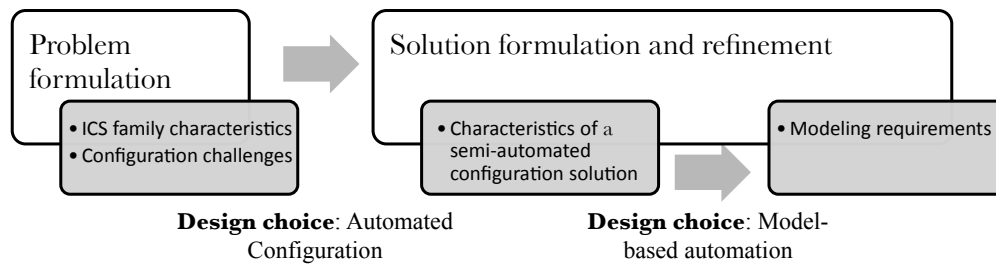 Problem
formulation
• ICS family characteristics
• Configuration challenges
Solution formulation and refinement
• Characteristics of a
semi-automated
configuration solution
• Modeling requirements
Design choice: Automated
Configuration
Design choice: Model-
based automation